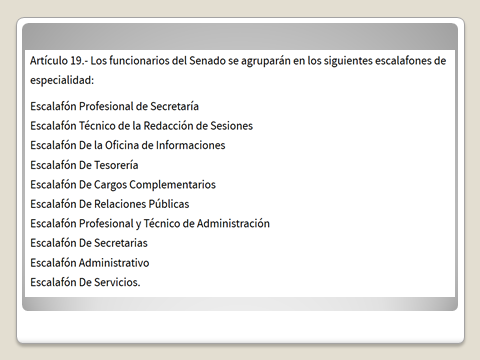 Artículo 19.- Los funcionarios del Senado se agruparán en los siguientes escalafones de
especialidad:
Escalafón Profesional de Secretaría
Escalafón Técnico de la Redacción de Sesiones
Escalafón De la Oficina de Informaciones
Escalafón De Tesorería
Escalafón De Cargos Complementarios
Escalafón De Relaciones Públicas
Escalafón Profesional y Técnico de Administración
Escalafón De Secretarias
Escalafón Administrativo
Escalafón De Servicios.